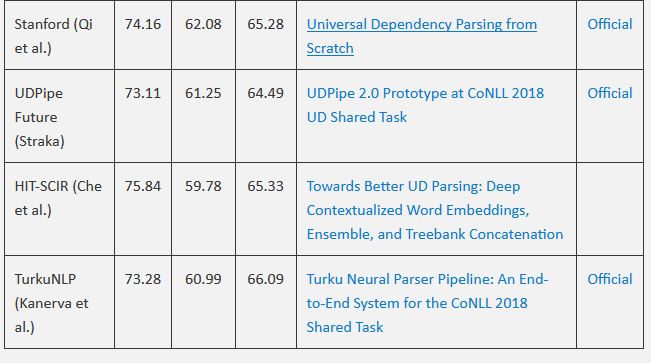 Stanford (Qi 74.16 62.08 65.28 Universal Dependency Parsing from Official
et al.) Scratch
UDPipe 73.11 61.25 64.49 UDPipe 2.0 Prototype at CoNLL 2018 Official
Future UD Shared Task
(Straka)
HIT-SCIR (Che 75.84 59.78 65.33 Towards Better UD Parsing: Deep
et al.) Contextualized Word Embeddings,
Ensemble, and Treebank Concatenation
TurkuNLP 73.28 60.99 66.09 Turku Neural Parser Pipeline: An End- Official
(Kanerva et to-End System for the CoNLL 2018
al.) Shared Task